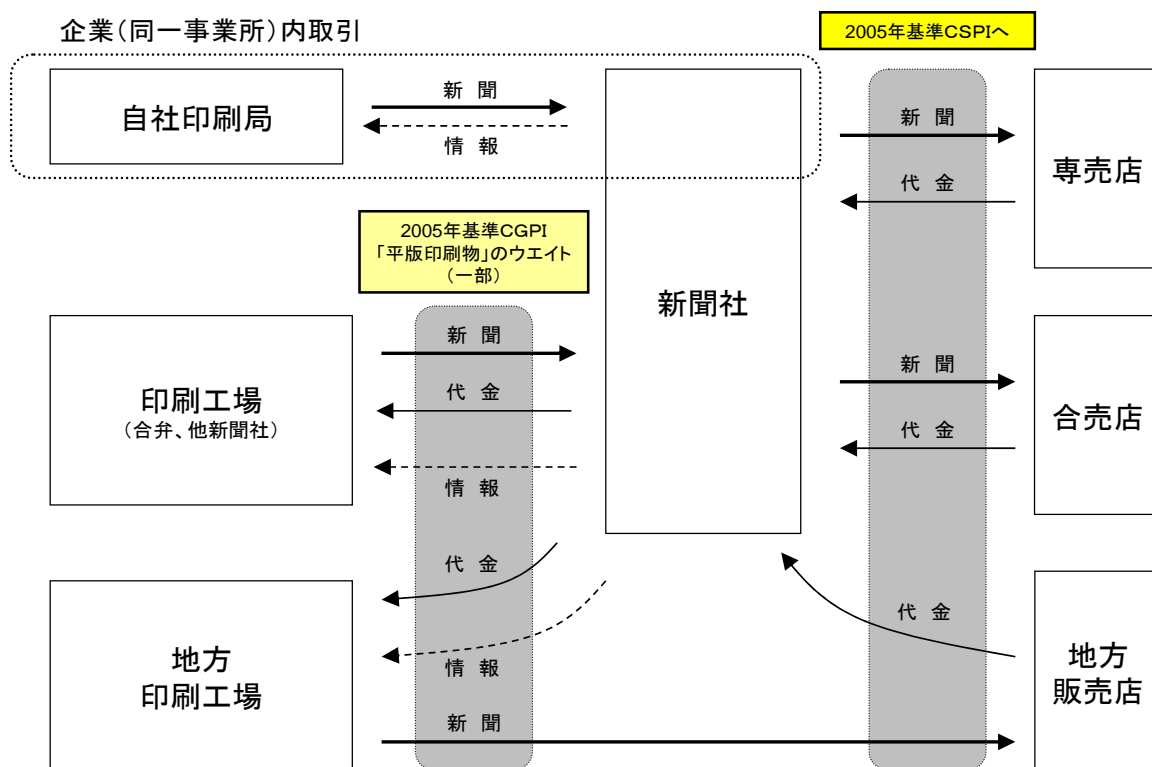 企業(同一事業所)内取引
2005年基準CSPIへ
自社印刷局
新 聞
情 報
新 聞
代 金
専売店
2005年基準CGPI
「平版印刷物」のウエイト
(一部)
新聞社
印刷工場
(合弁、他新聞社)
新 聞
代 金
情 報
新 聞
代 金
合売店
地方
印刷工場
代 金
情 報
新 聞
代 金
地方
販売店